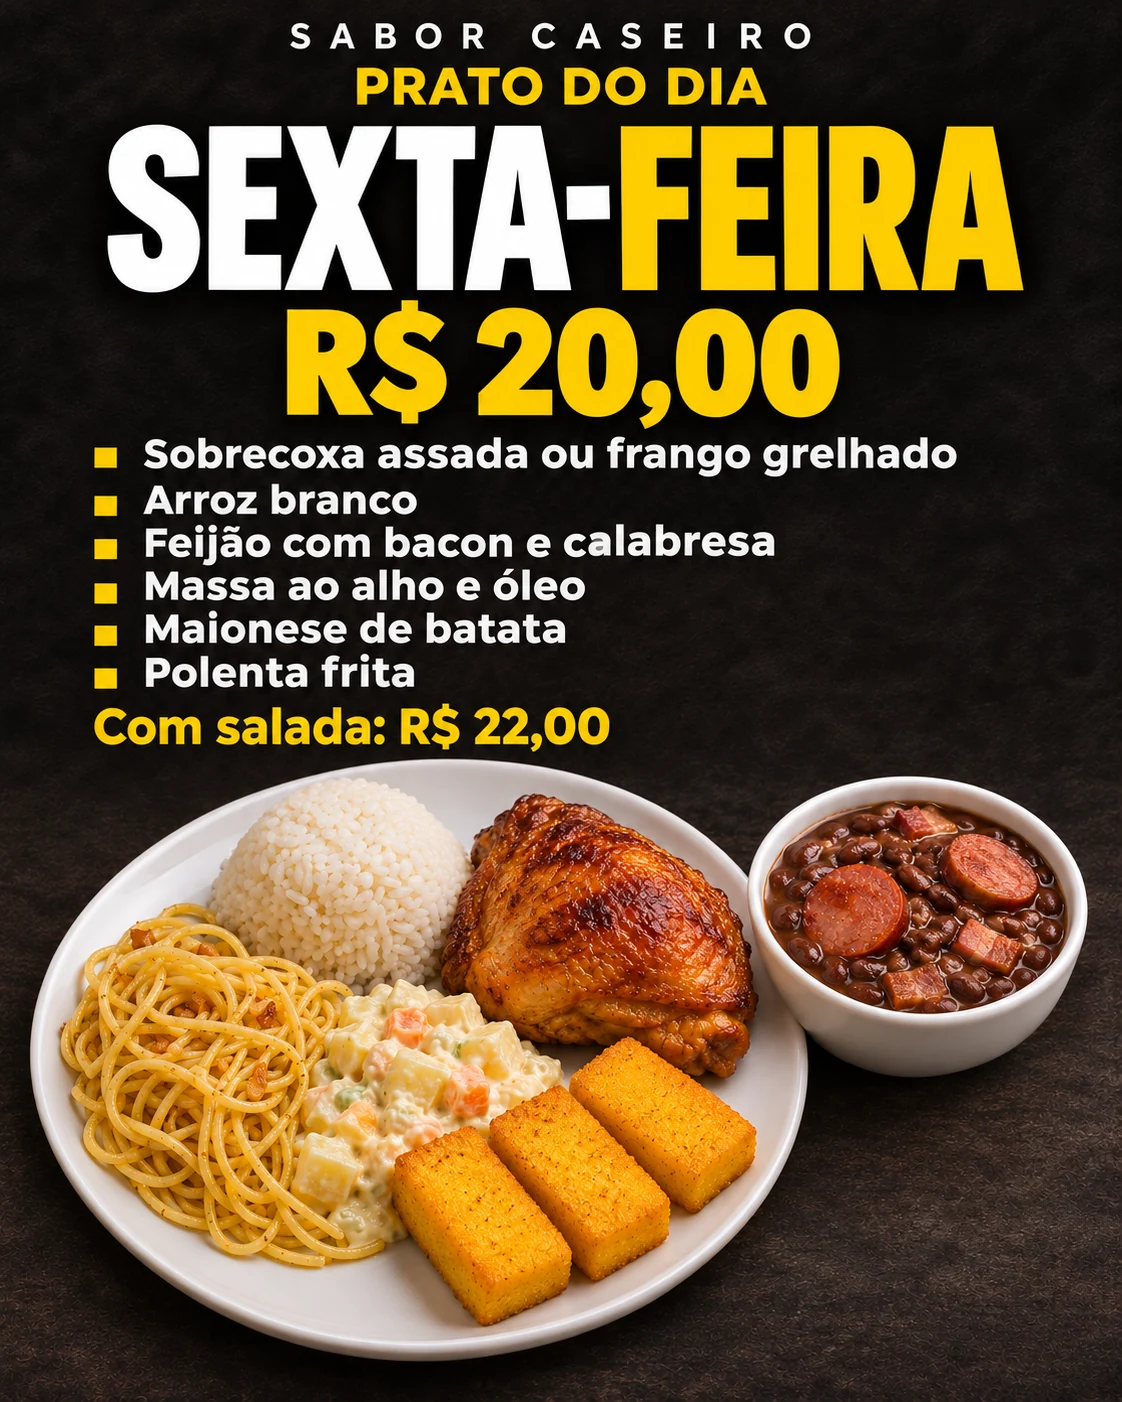 SABOR CASEIRO
PRATO DO DIA
SEXTA-FEIRA
R$ 20,00
Sobrecoxa assada ou frango grelhado
Arroz branco
Feijão com bacon e calabresa
Massa ao alho e óleo
Maionese de batata
Polenta frita
Com salada: R$ 22,00